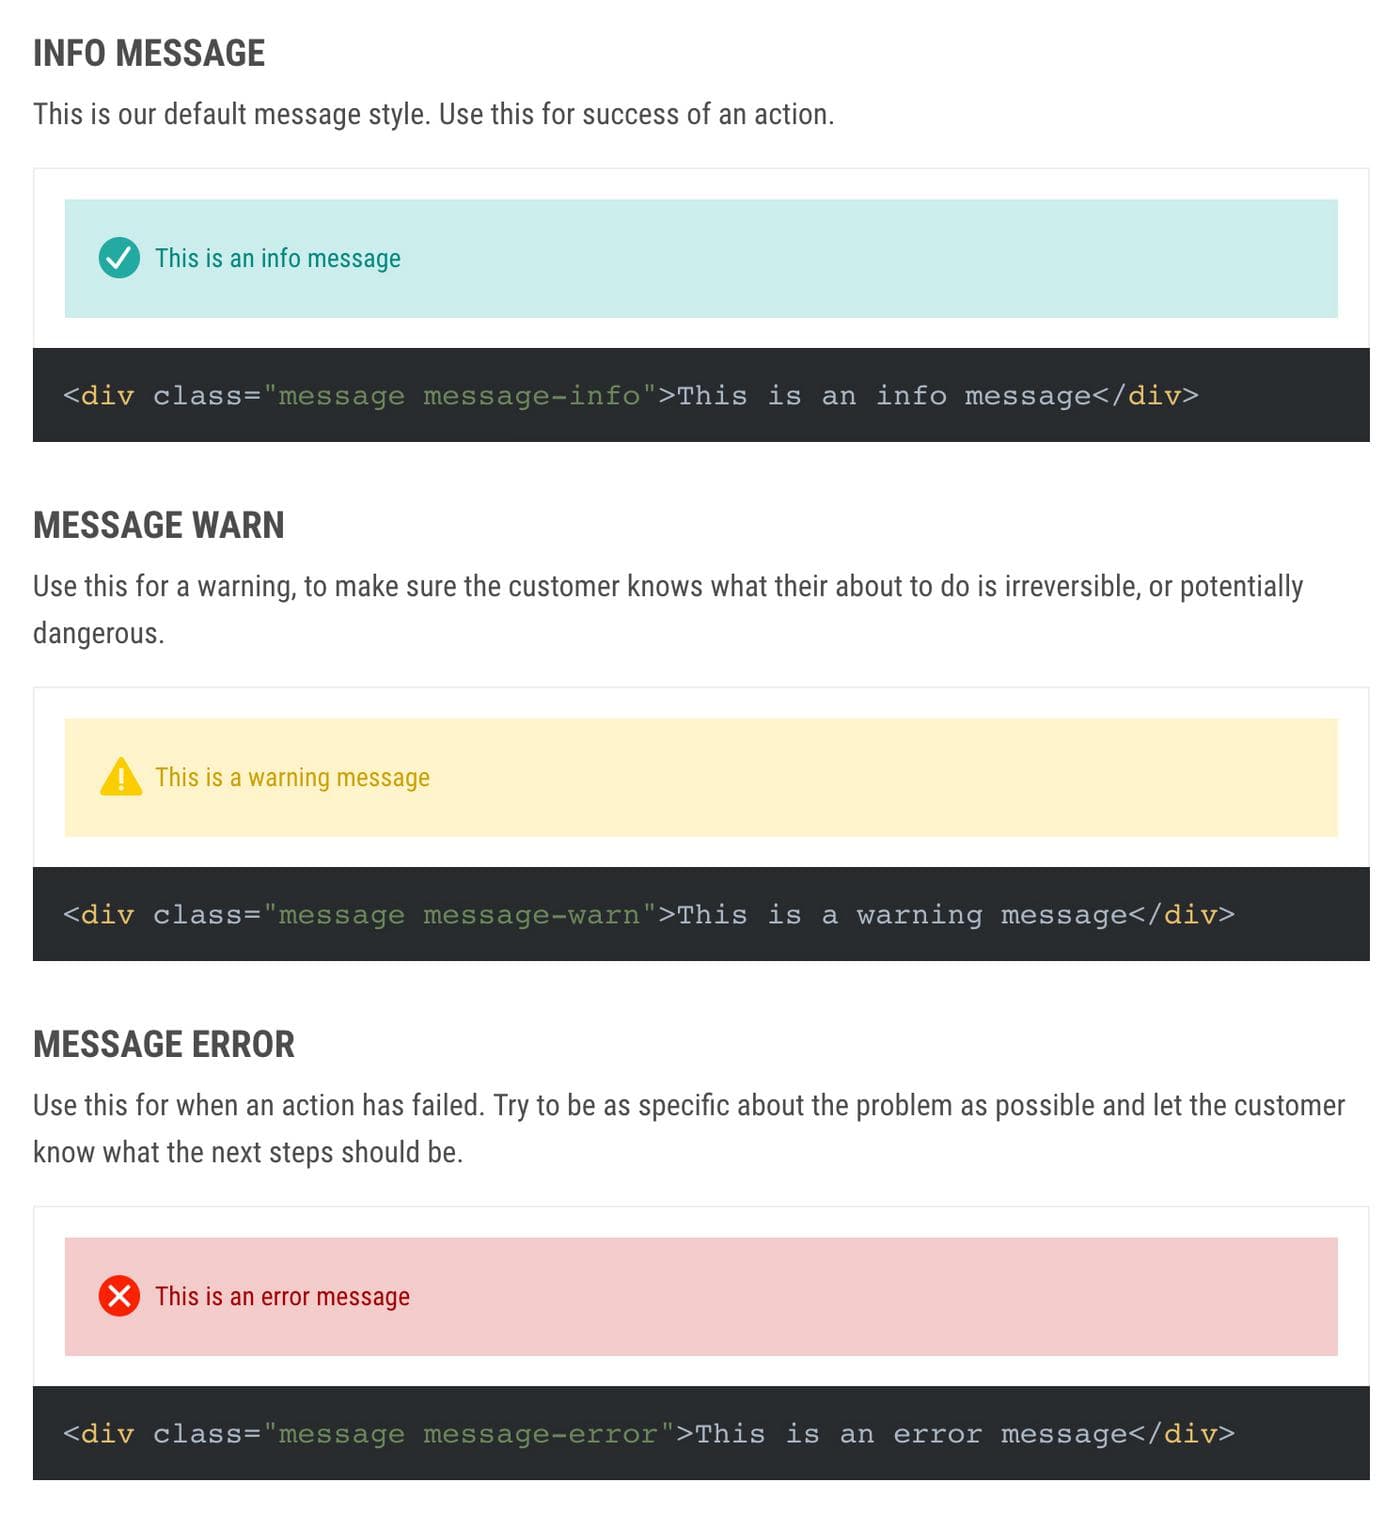 INFO MESSAGE
This is our default message style. Use this for success of an action.
This is an info message
<div class="message message-info">This is an info message</div>
MESSAGE WARN
Use this for a warning, to make sure the customer knows what their about to do is irreversible, or potentially
dangerous.
This is a warning message
<div class="message message-warn">This is a warning message</div>
MESSAGE ERROR
Use this for when an action has failed. Try to be as specific about the problem as possible and let the customer
know what the next steps should be.
This is an error message
<div class="message message-error">This is an error message</div>